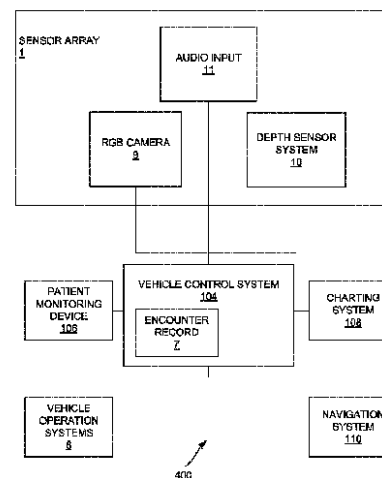 SENSOR ARRAY
1
AUDIO INPUT
11
RGB CAMERA
9
DEPTH SENSOR
SYSTEM
10
PATIENT
MONITORING
DEVICE
106
VEHICLE CONTROL SYSTEM
104
ENCOUNTER
RECORD
7
CHARTING
SYSTEM
108
VEHICLE
OPERATION
SYSTEMS
6
NAVIGATION
SYSTEM
110
400